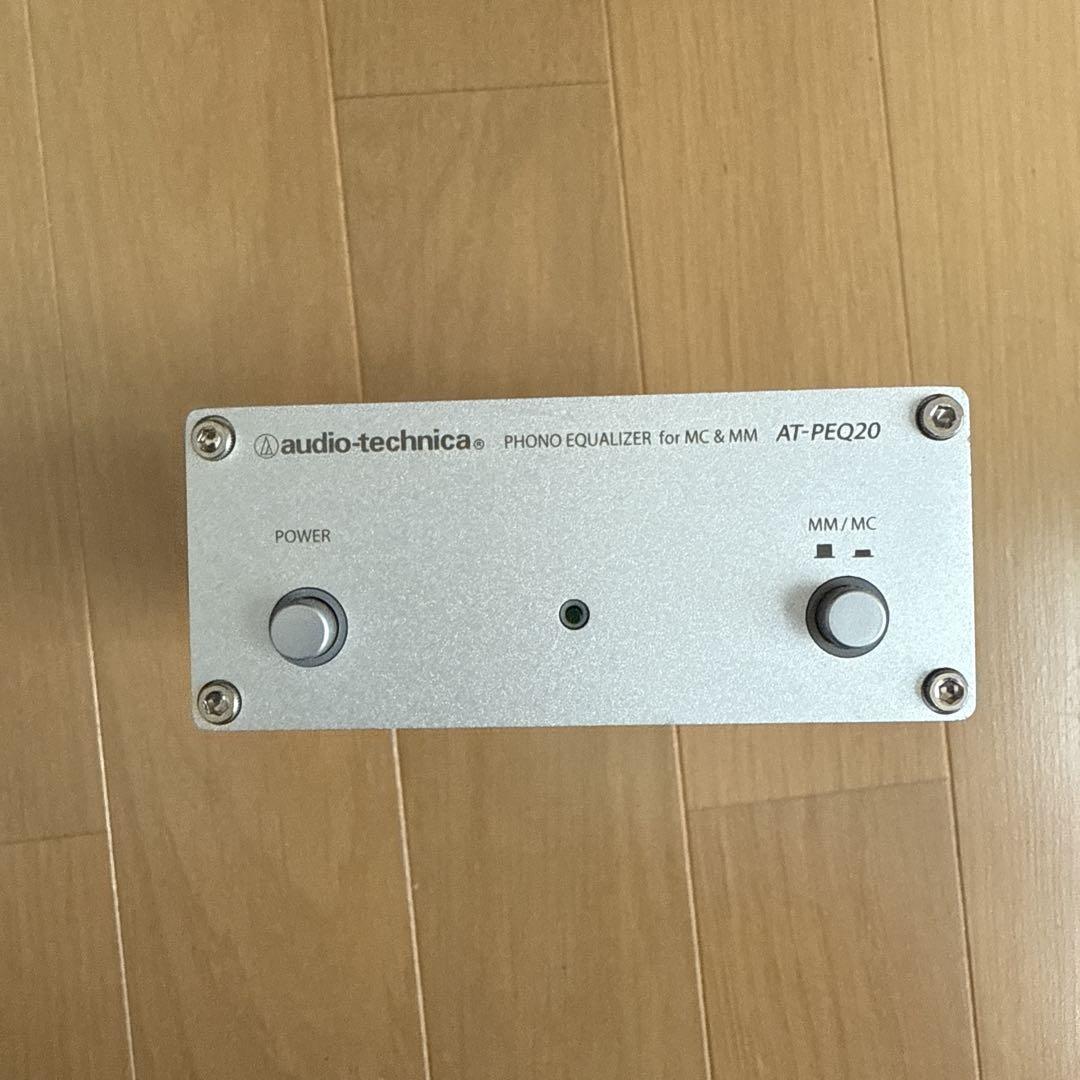 audio-technica® PHONO EQUALIZER for MC & MM AT-PEQ20
POWER
MM / MC